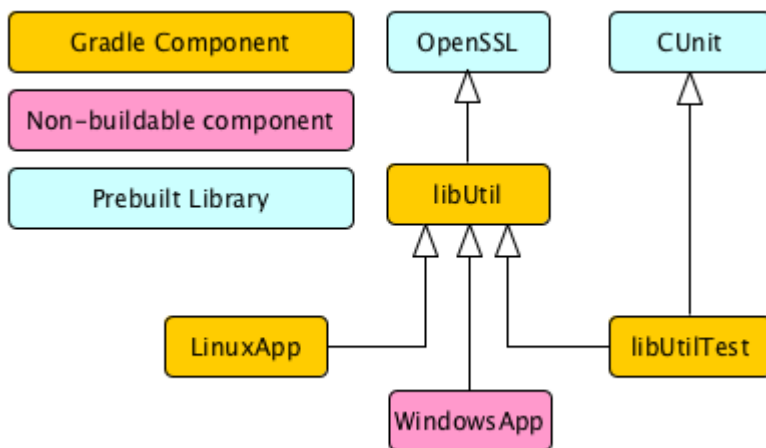 Gradle Component
OpenSSL
CUnit
Non-buildable component
Prebuilt Library
libUtil
LinuxApp
libUtilTest
WindowsApp